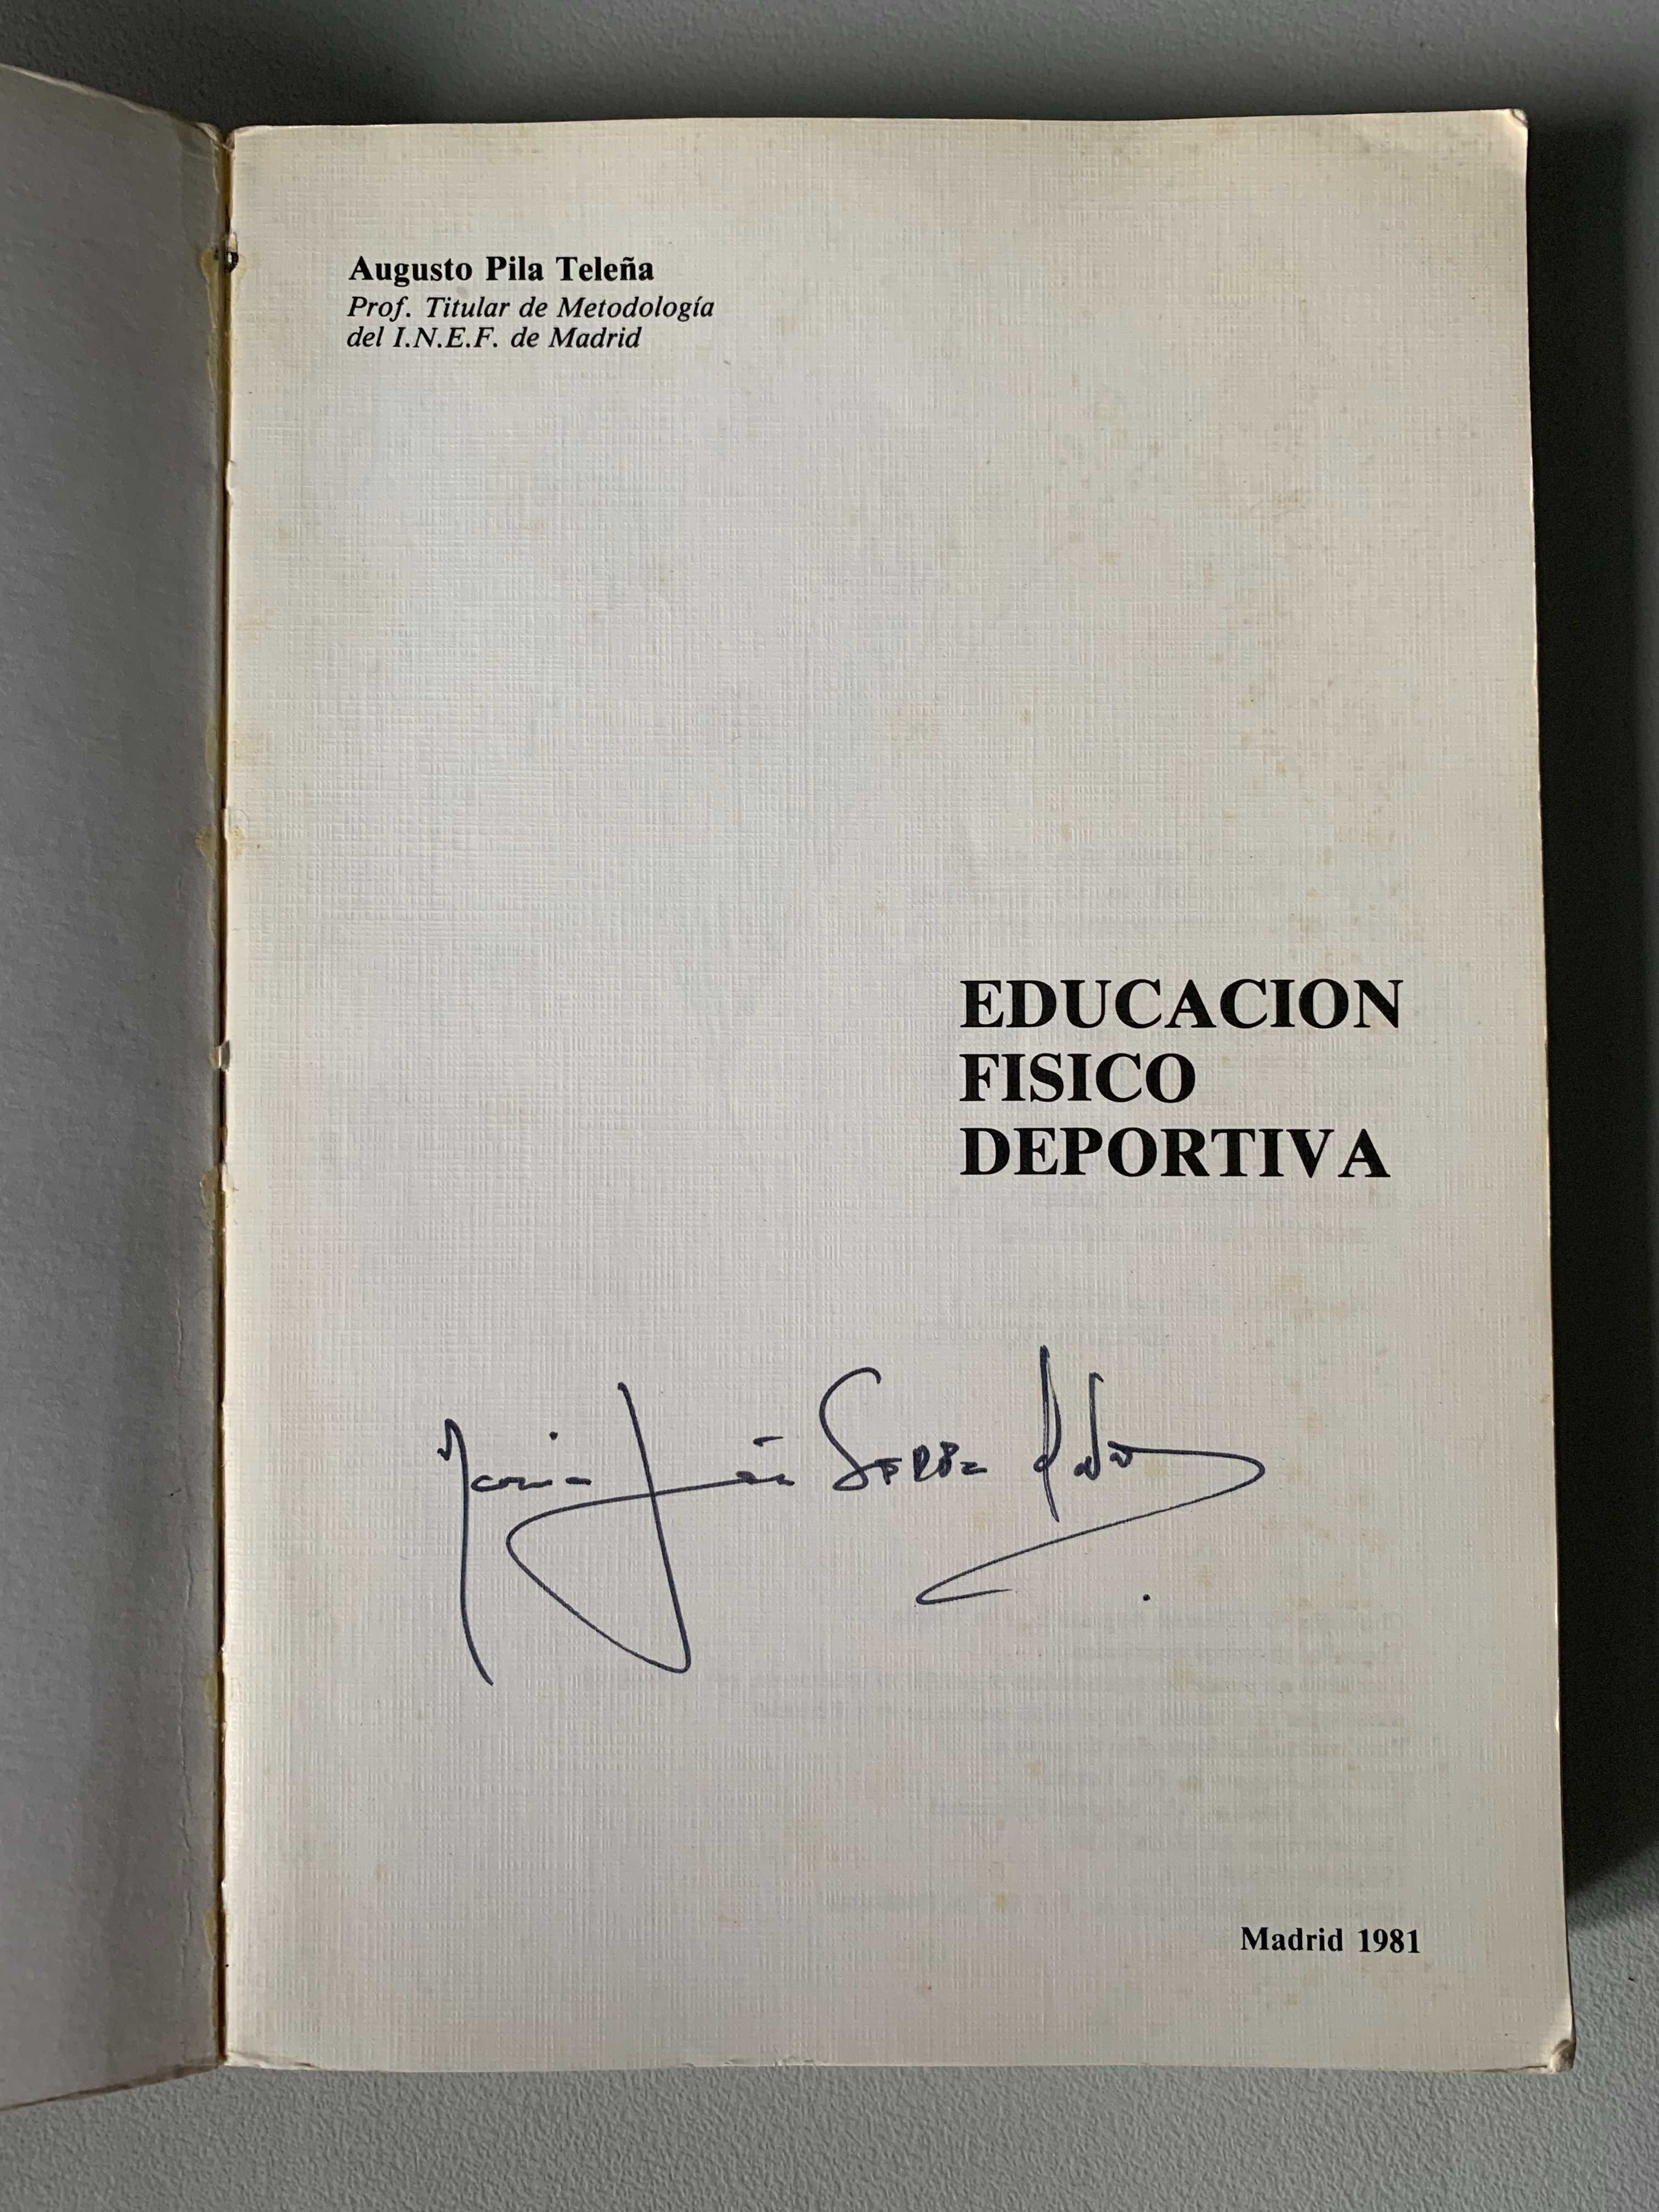 Augusto Pila Teleña
Prof. Titular de Metodología
del I.N.E.F. de Madrid
EDUCACION
FISICO
DEPORTIVA
Madrid 1981